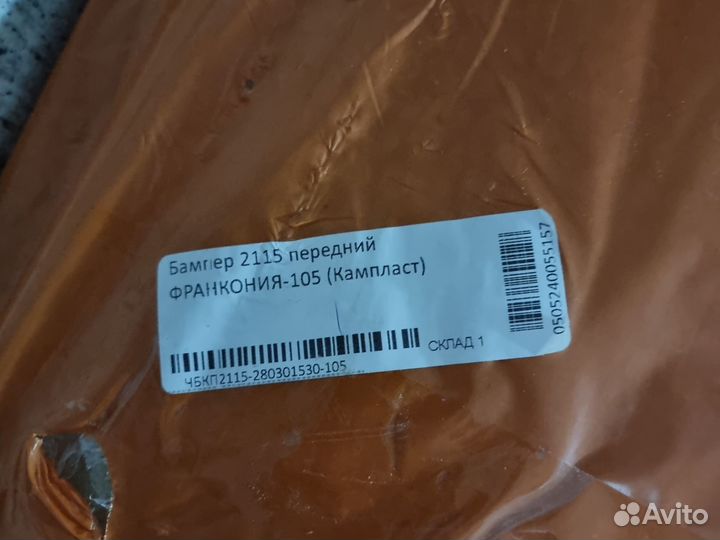 Бампер 2115 передний
ФРАНКОНИЯ-105 (Кампласт)
СКЛАД 1
ЧБКП2115-280301530-105
0505240055157
Avito